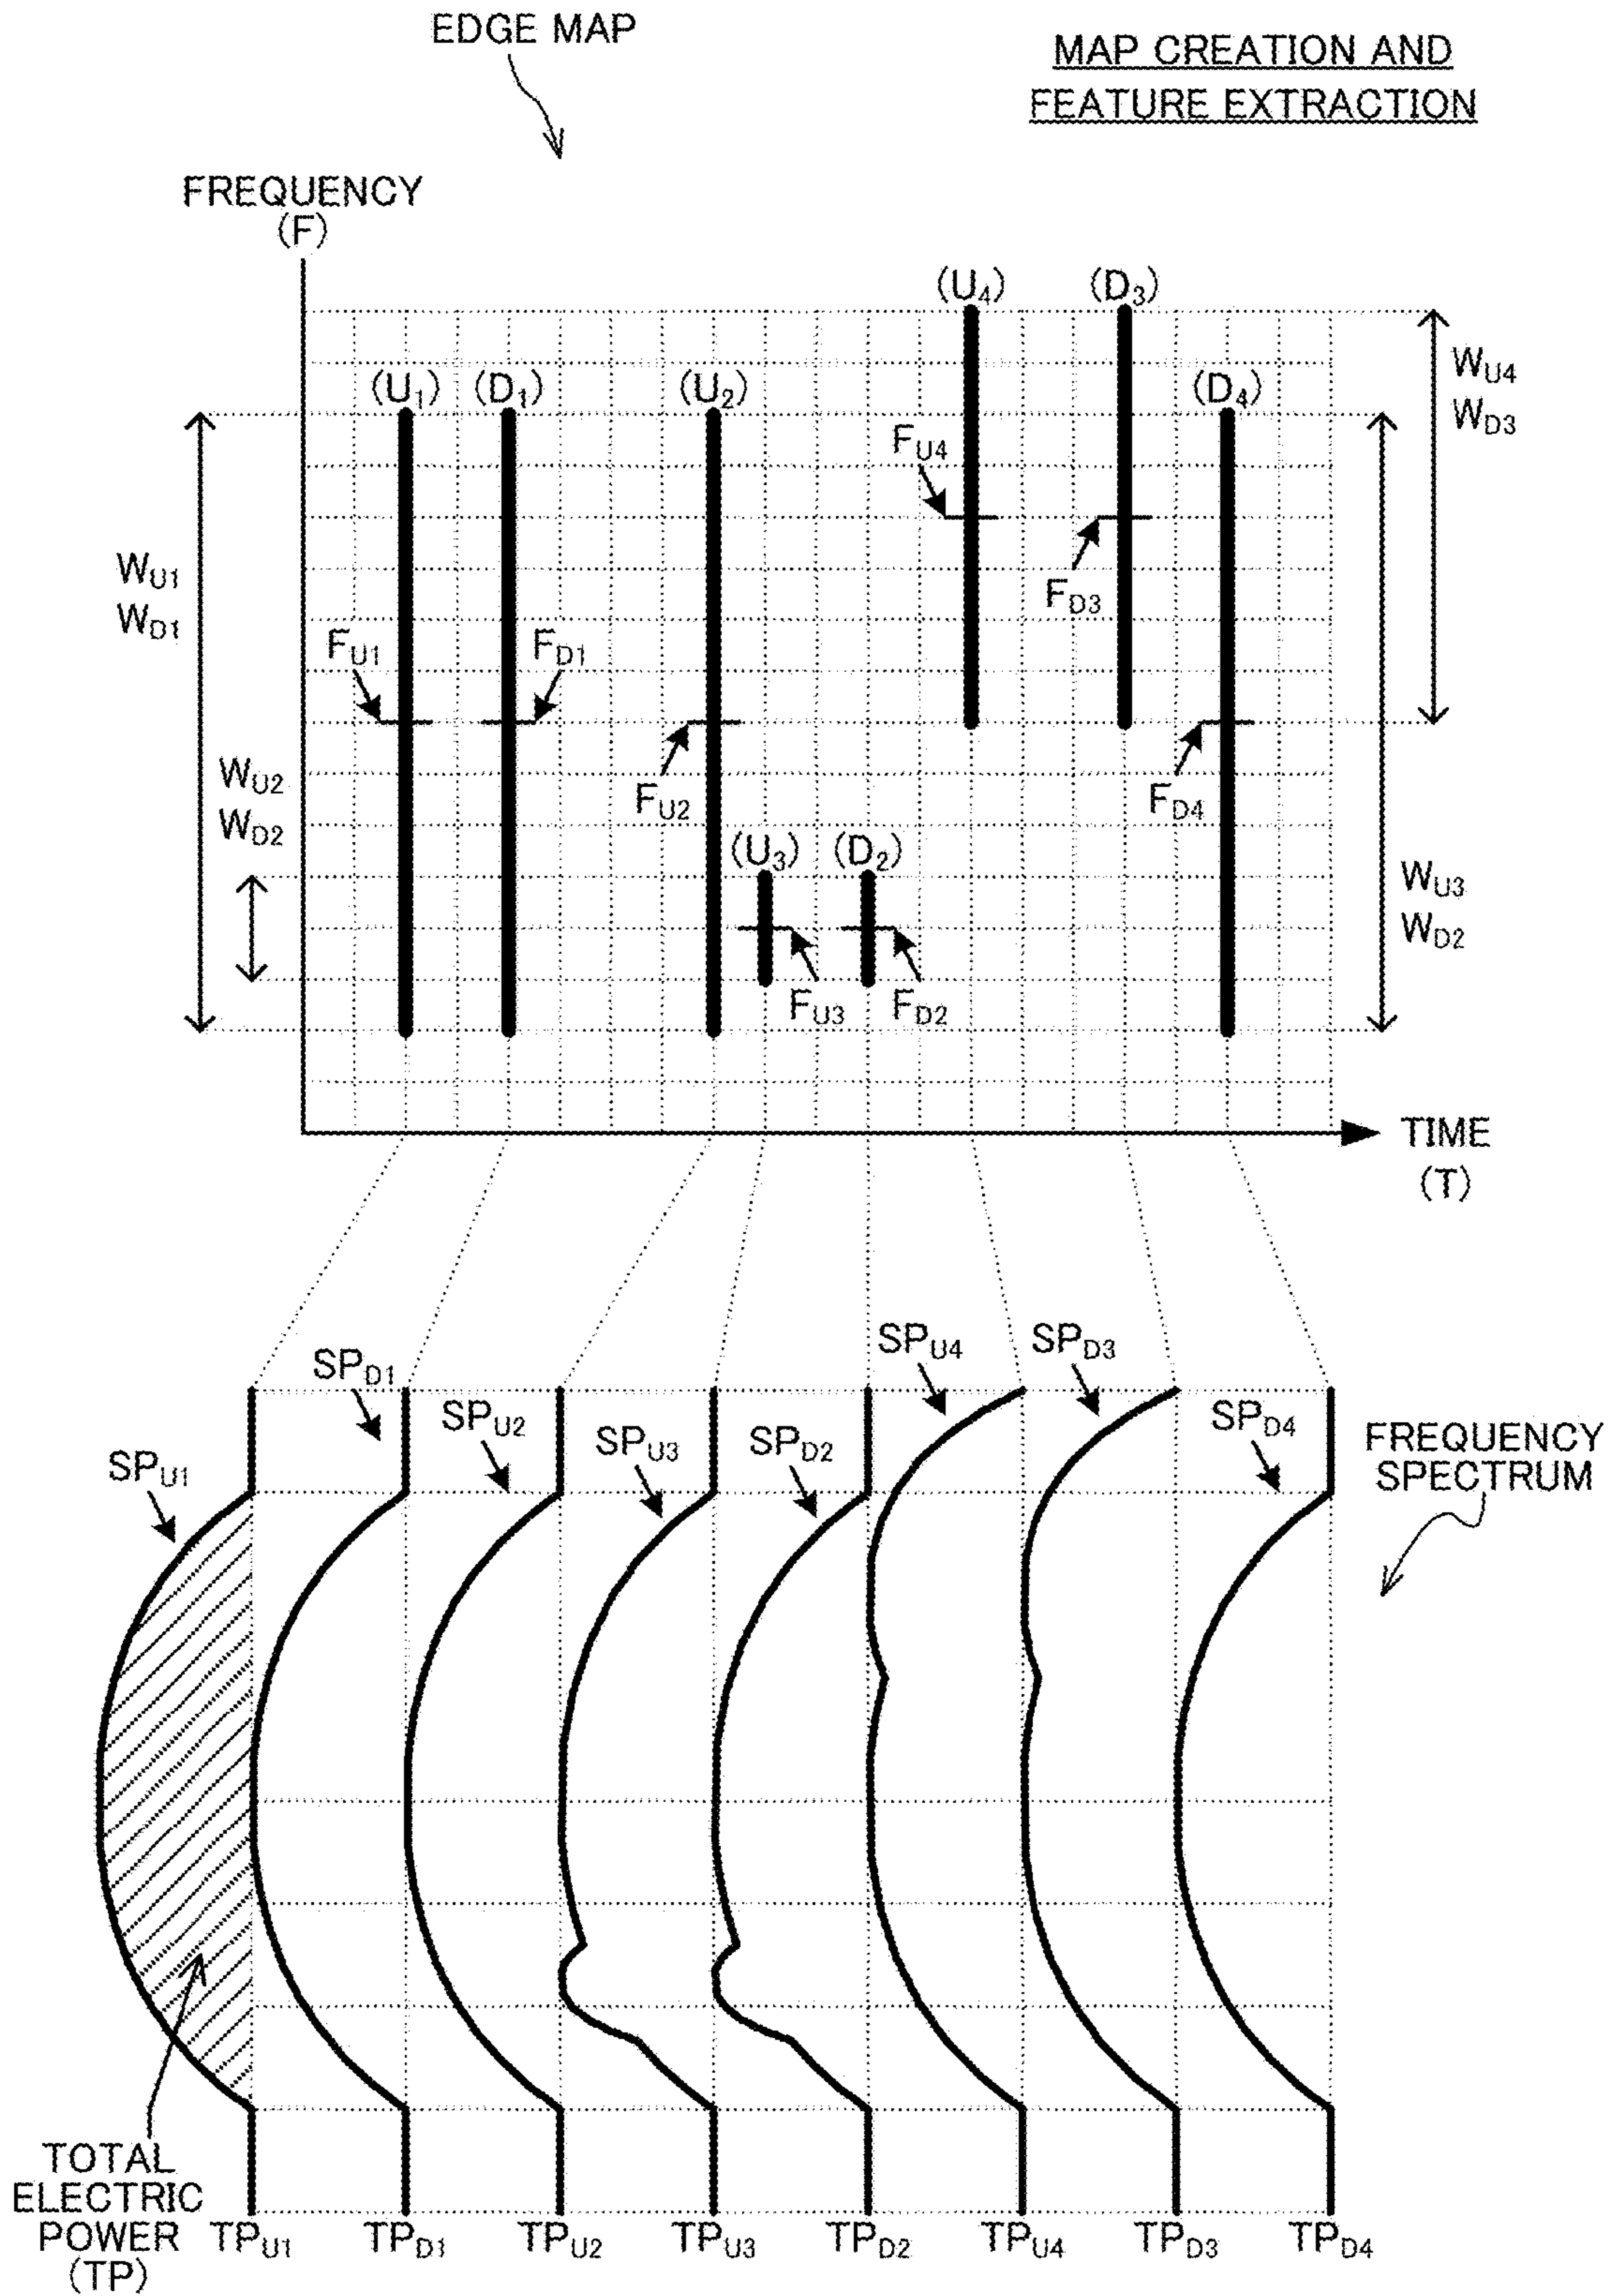 EDGE MAP
MAP CREATION AND
FEATURE EXTRACTION
FREQUENCY
(F)
(U4)
(D3)
(U1)
(D1)
(U2)
(D4)
WU4
WD3
FU4
WU1
WD1
FD3
FU1
FD1
WU2
WD2
FU2
FD4
(U3)
(D2)
WU3
WD2
FU3
FD2
TIME
(T)
SPU4
SPD3
SPD1
SPU2
SPD4
SPU3
SPD2
SPU1
FREQUENCY
SPECTRUM
TOTAL
ELECTRIC
POWER
(TP)
TPU1
TPD1
TPU2
TPU3
TPD2
TPU4
TPD3
TPD4